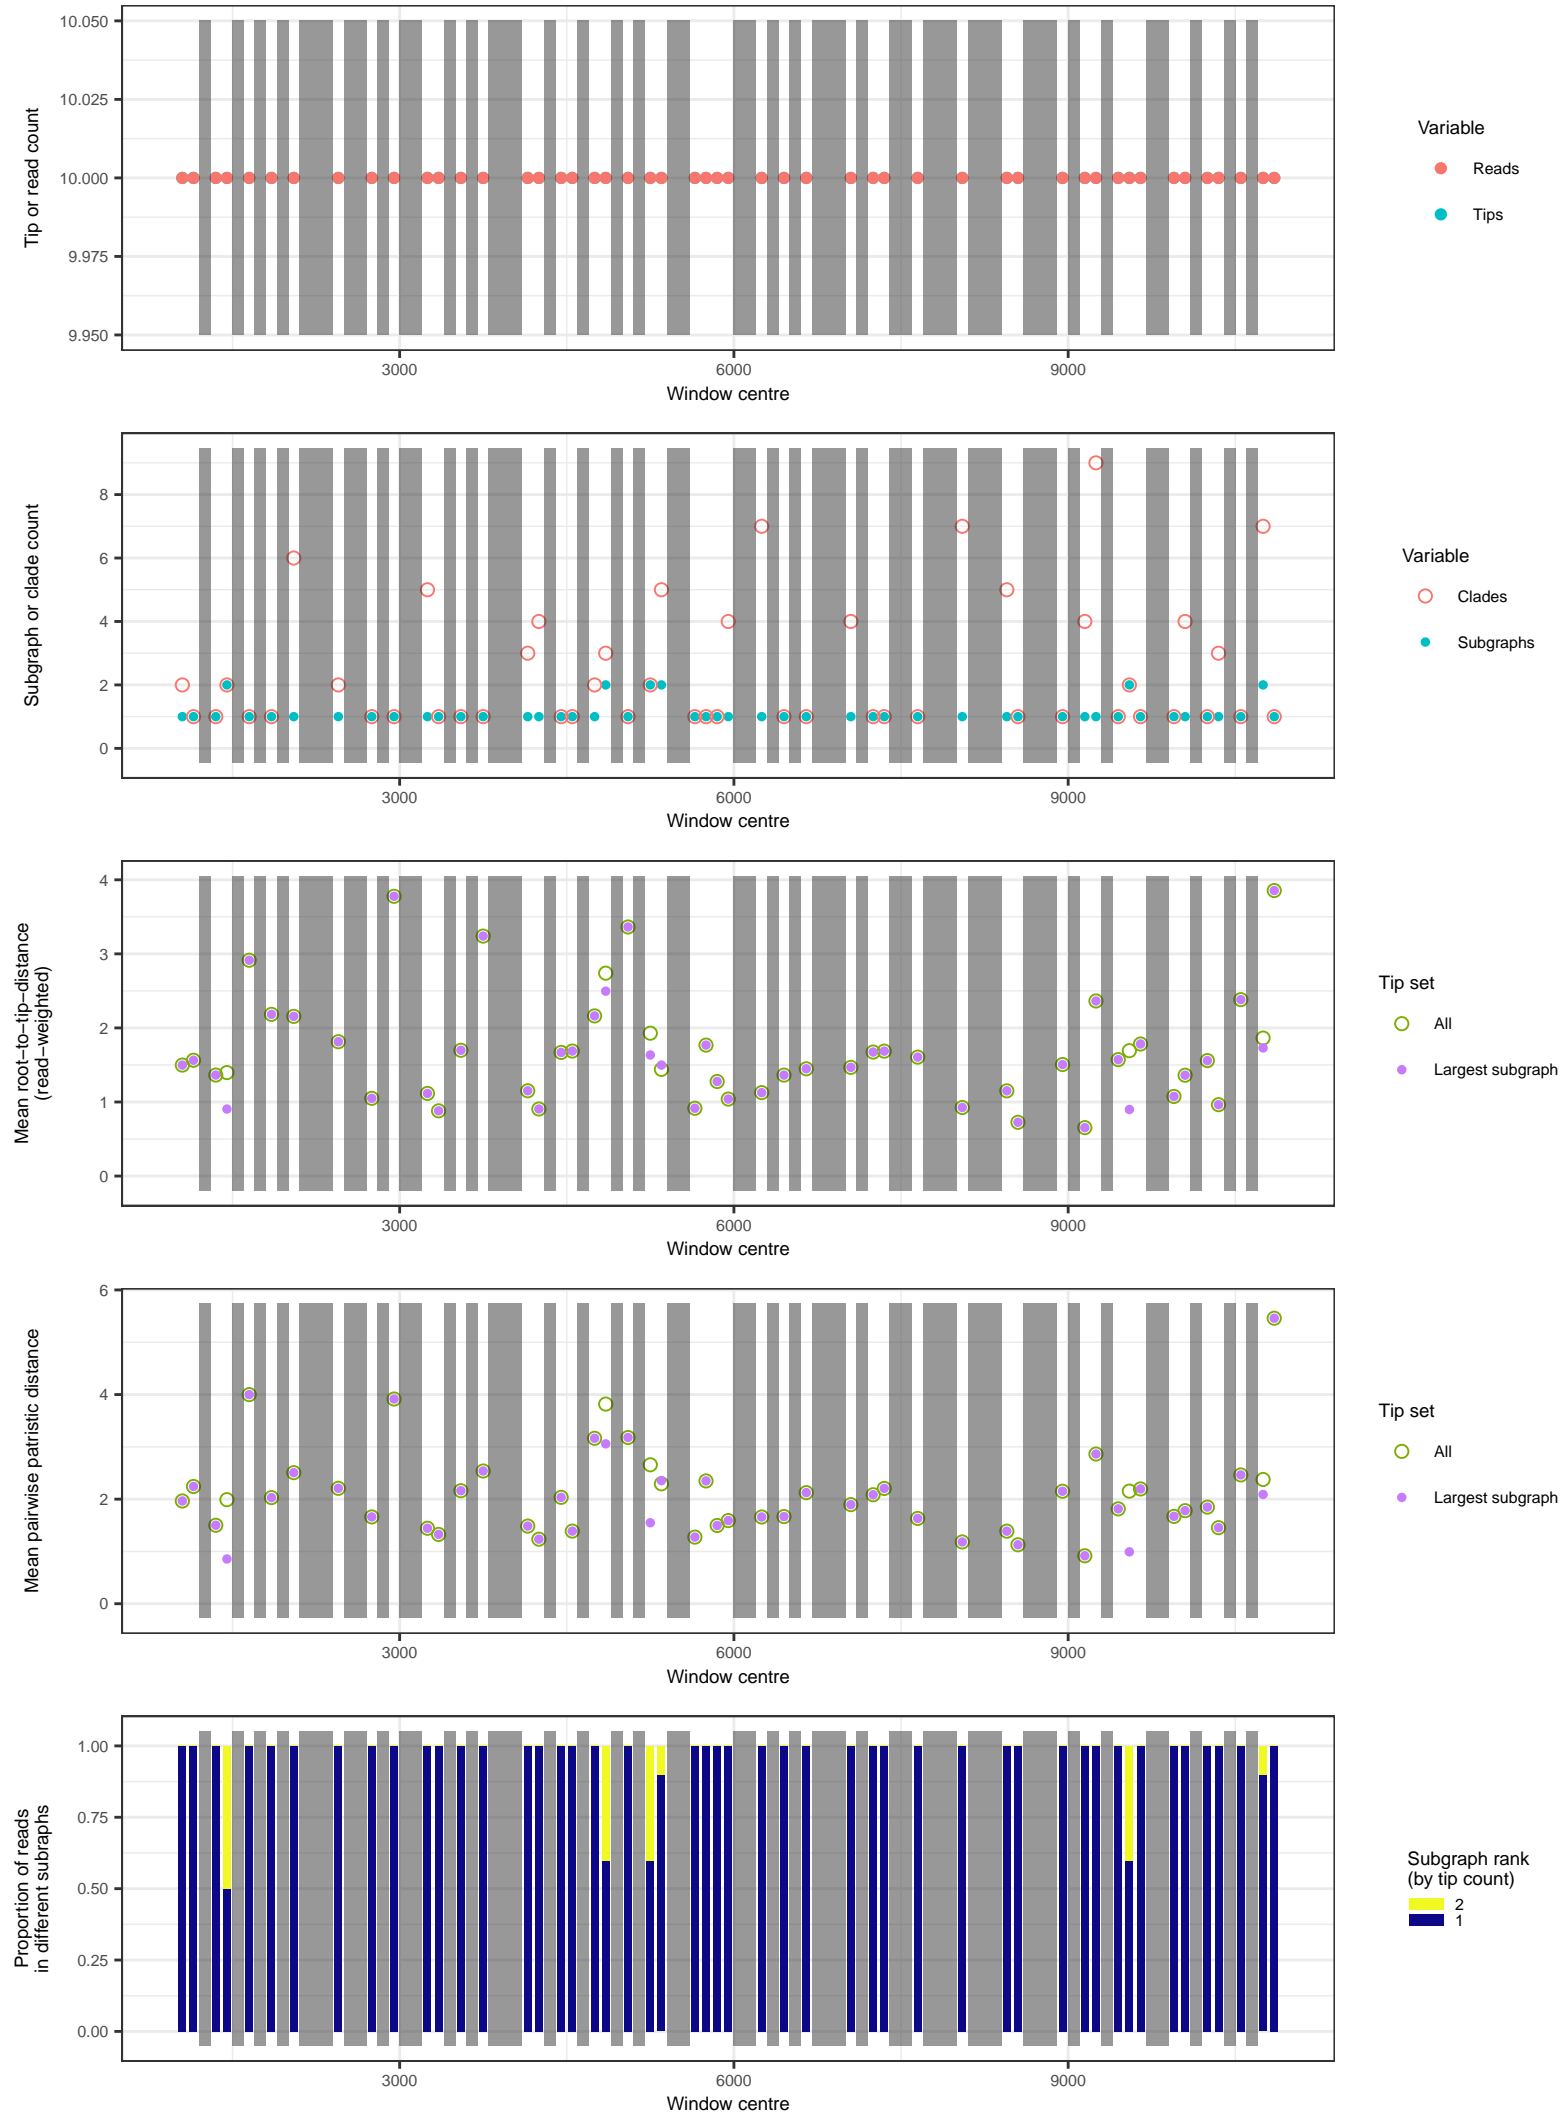 10.050
10.025
10.000
9.975
9.950
Tip or read count
3000
6000
9000
Window centre
Variable
Reads
Tips
8
6
4
2
0
Subgraph or clade count
3000
6000
9000
Window centre
Variable
Clades
Subgraphs
4
3
2
1
0
Mean root−to−tip−distance
(read−weighted)
3000
6000
9000
Window centre
Tip set
All
Largest subgraph
6
4
2
0
Mean pairwise patristic distance
3000
6000
9000
Window centre
Tip set
All
Largest subgraph
1.00
0.75
0.50
0.25
0.00
Proportion of reads
in different subraphs
3000
6000
9000
Window centre
Subgraph rank
(by tip count)
2
1